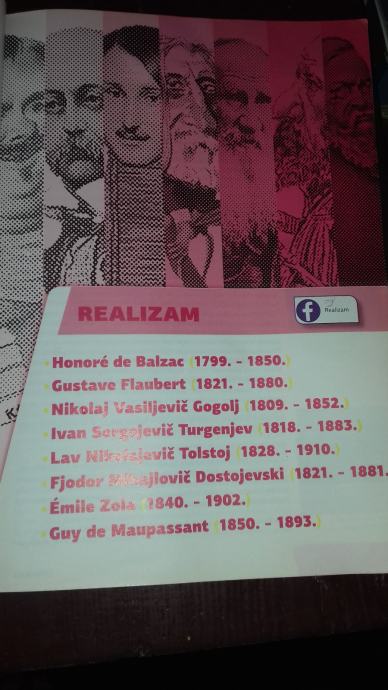 REALIZAM
f Realizam
Honoré de Balzac (1799. – 1850.)
Gustave Flaubert (1821. – 1880.)
Nikolaj Vasiljevič Gogolj (1809. – 1852.)
Ivan Sergejevič Turgenjev (1818. – 1883.)
Lav Nikolajevič Tolstoj (1828. – 1910.)
Fjodor Mihajlovič Dostojevski (1821. – 1881.
Émile Zola (1840. – 1902.)
Guy de Maupassant (1850. – 1893.)